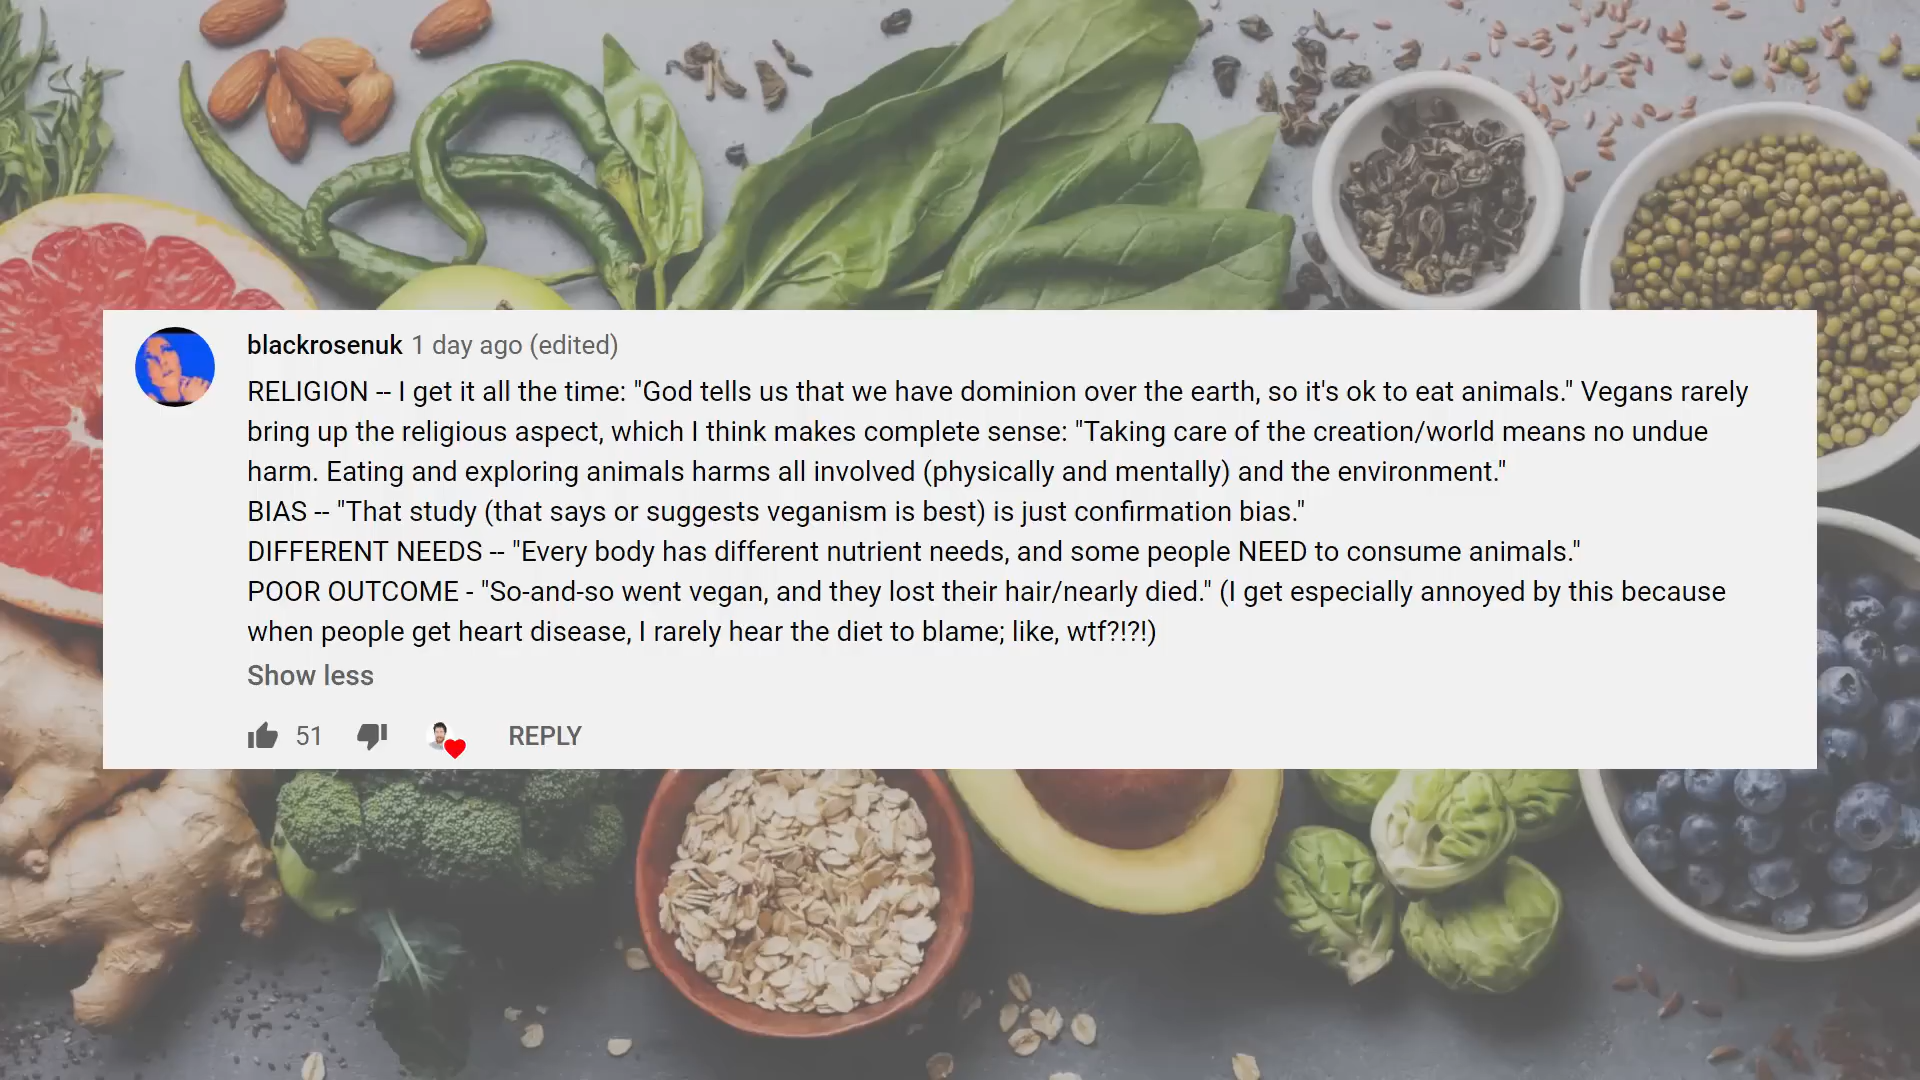 blackrosenuk 1 day ago (edited)
RELIGION -- I get it all the time: "God tells us that we have dominion over the earth, so it's ok to eat animals." Vegans rarely
bring up the religious aspect, which I think makes complete sense: "Taking care of the creation/world means no undue
harm. Eating and exploring animals harms all involved (physically and mentally) and the environment."
BIAS -- "That study (that says or suggests veganism is best) is just confirmation bias."
DIFFERENT NEEDS -- "Every body has different nutrient needs, and some people NEED to consume animals."
POOR OUTCOME - "So-and-so went vegan, and they lost their hair/nearly died." (I get especially annoyed by this because
when people get heart disease, I rarely hear the diet to blame; like, wtf?!?!)
Show less
51 REPLY